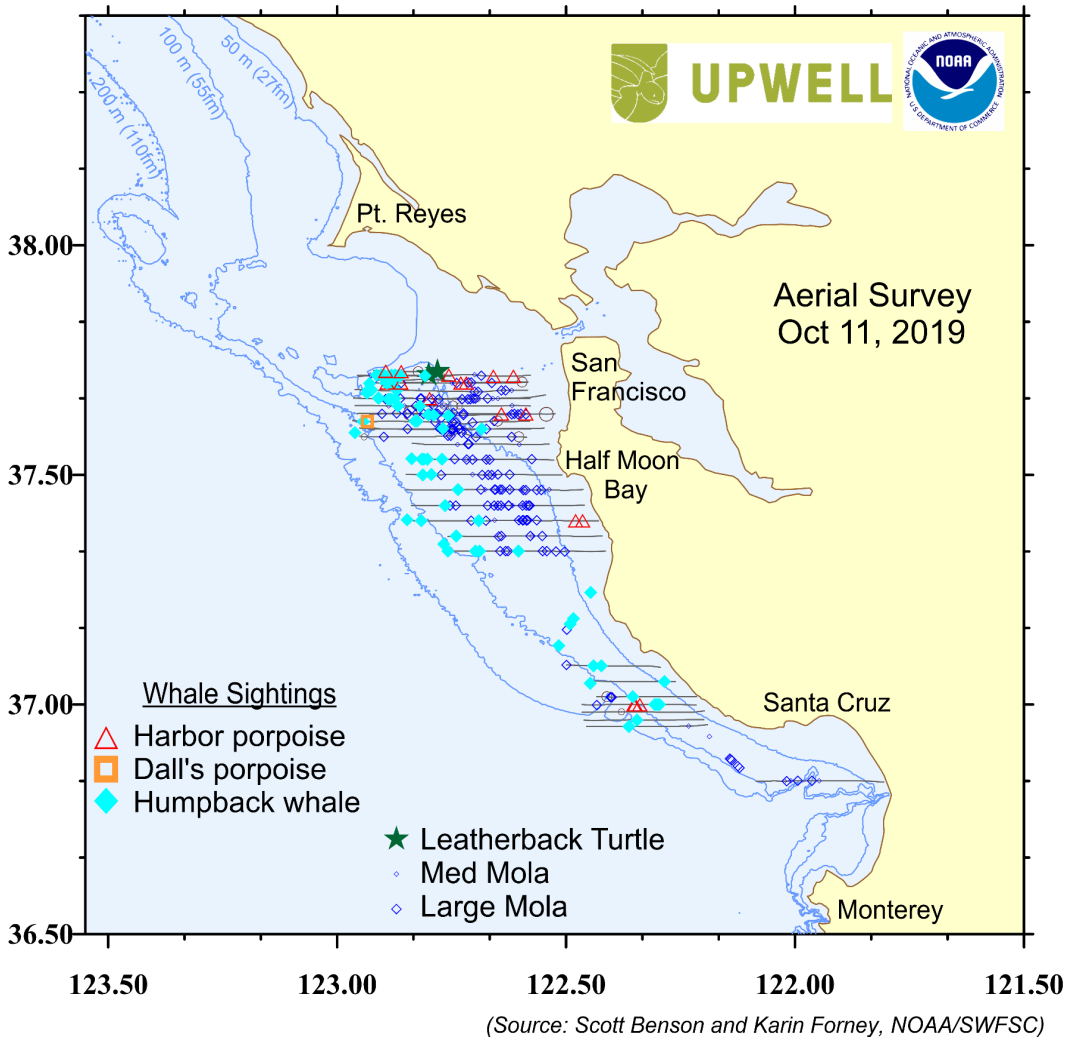 50 m (27fm)
100 m (55fm)
200 m (110fm)
UPWELL
NOAA
NATIONAL OCEANIC AND ATMOSPHERIC ADMINISTRATION
U.S. DEPARTMENT OF COMMERCE
Pt. Reyes
38.00
Aerial Survey
Oct 11, 2019
San
Francisco
Half Moon
Bay
37.50
Whale Sightings
Harbor porpoise
Dall's porpoise
Humpback whale
37.00
Santa Cruz
Leatherback Turtle
Med Mola
Large Mola
Monterey
36.50
123.50
123.00
122.50
122.00
121.50
(Source: Scott Benson and Karin Forney, NOAA/SWFSC)